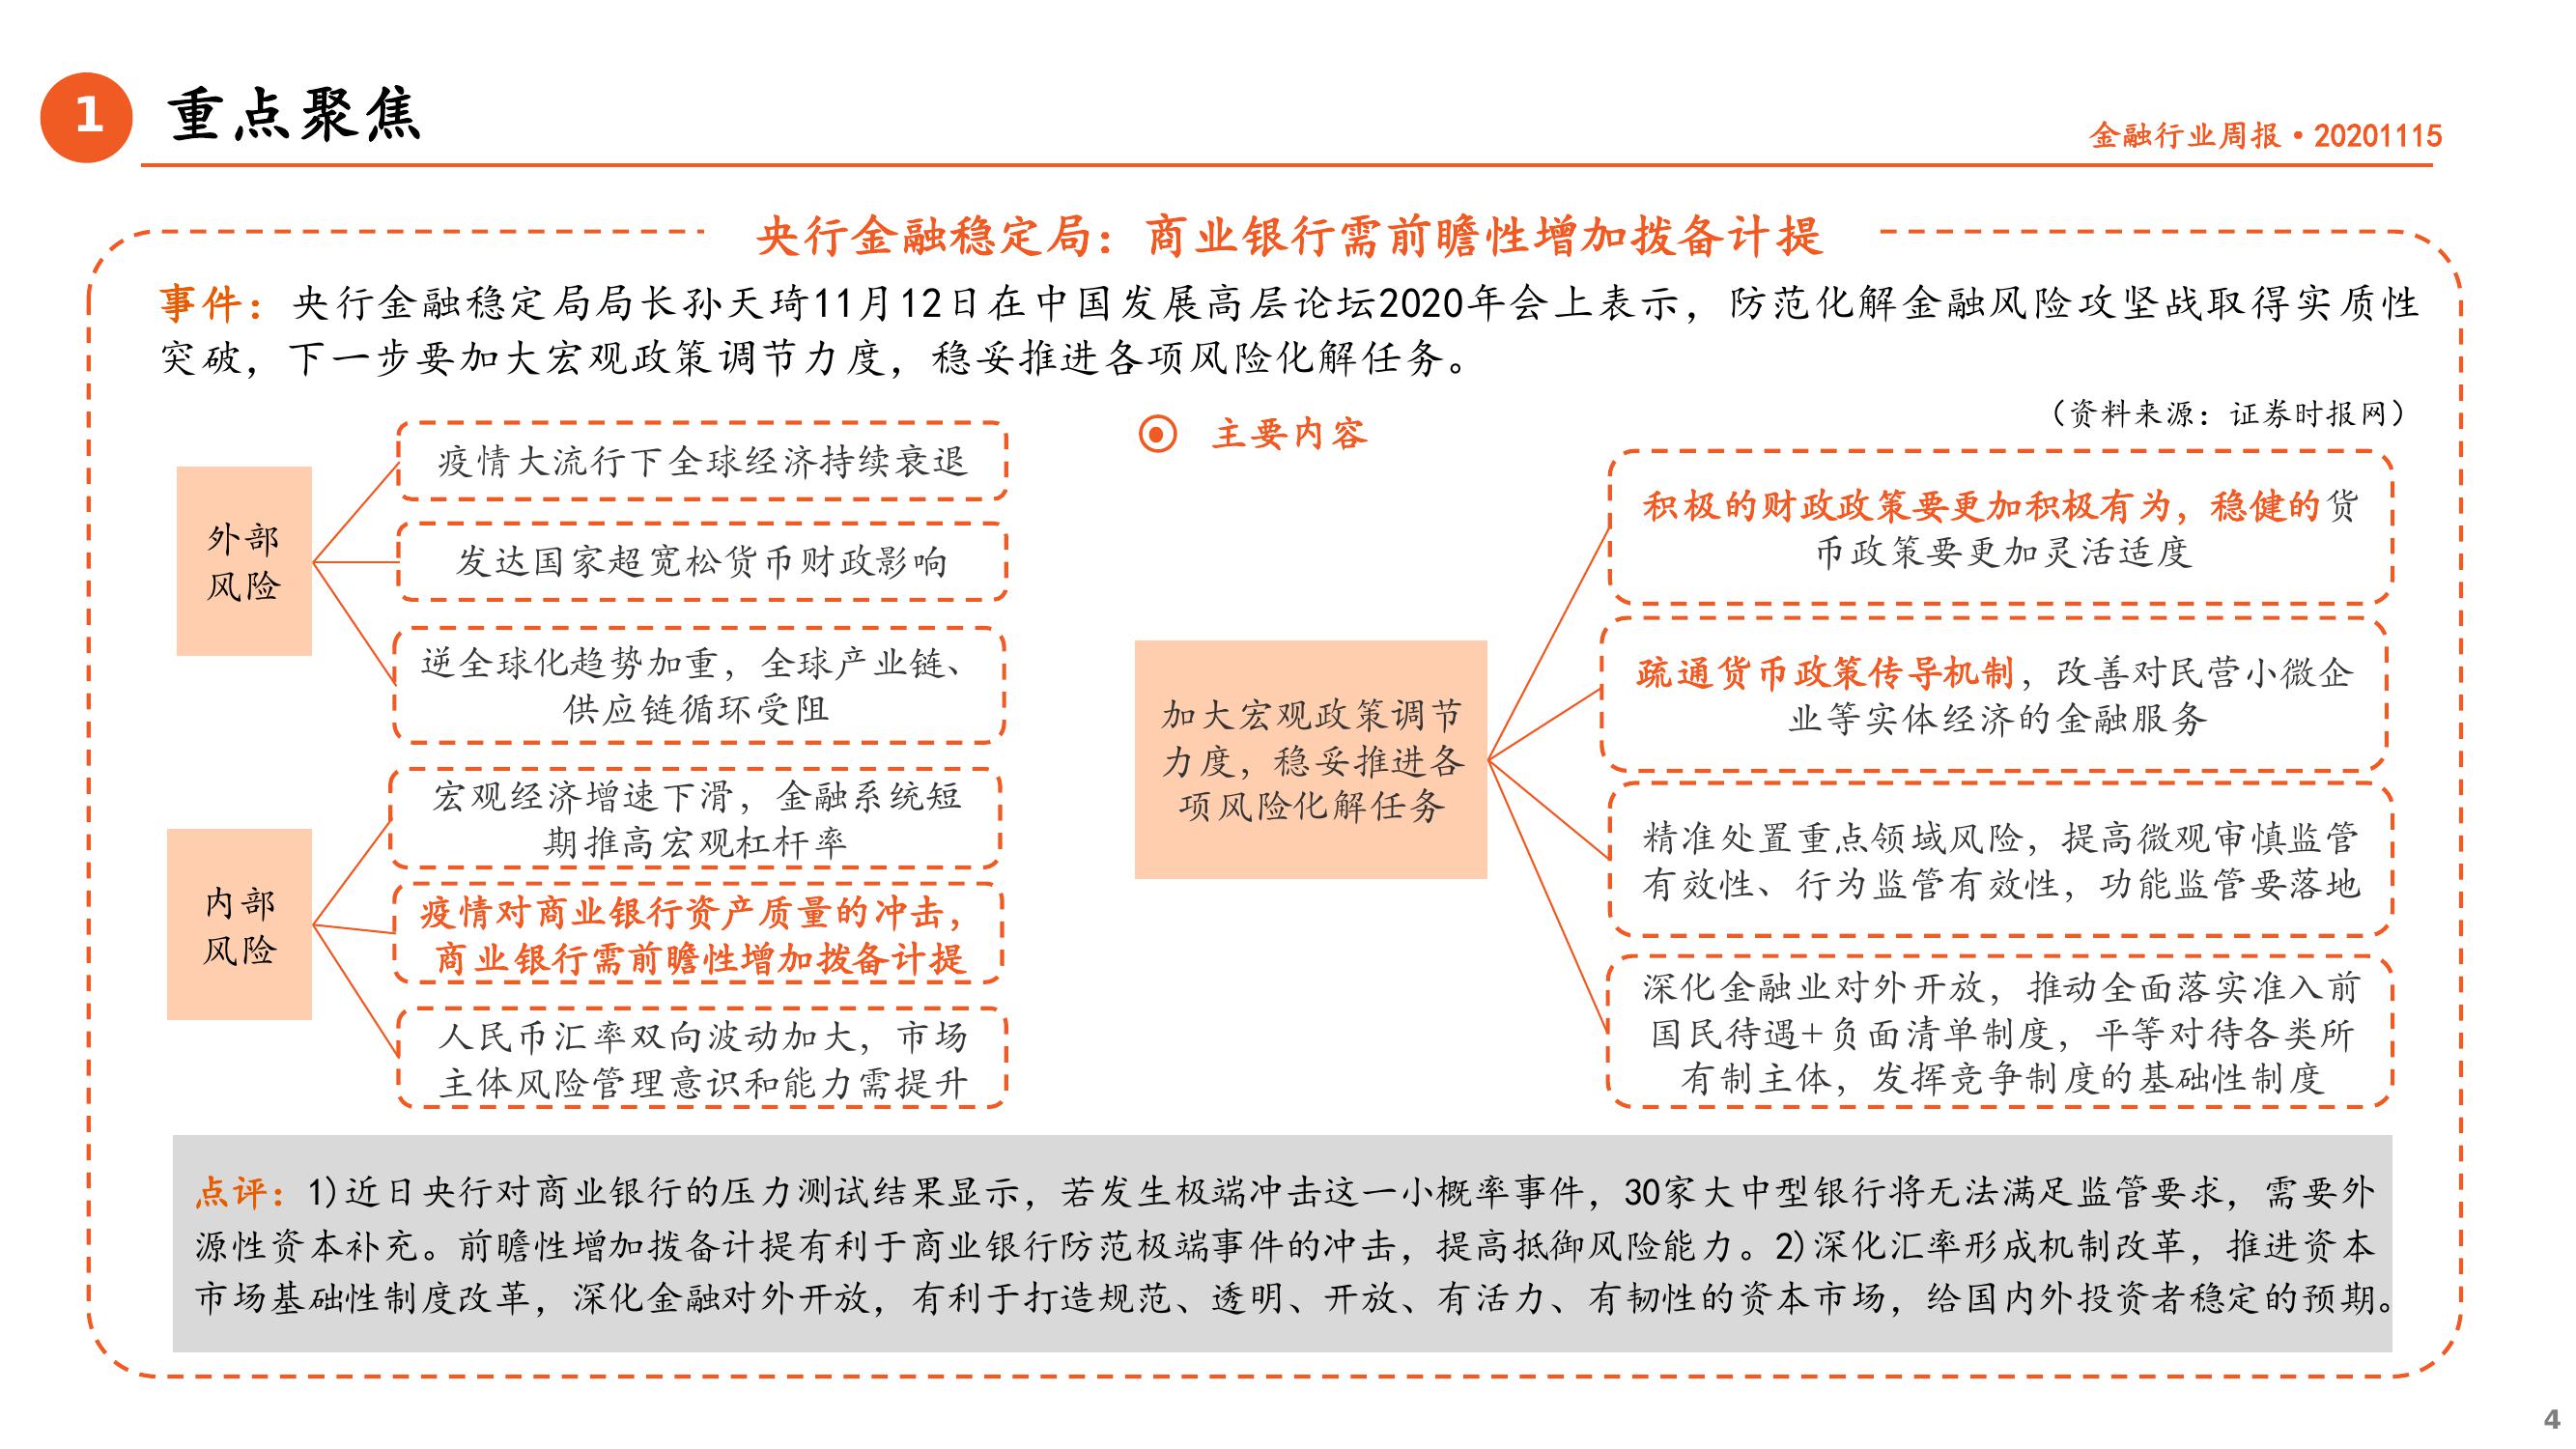 1
重点聚焦
金融行业周报·20201115
央行金融稳定局：商业银行需前瞻性增加拨备计提
事件：央行金融稳定局局长孙天琦11月12日在中国发展高层论坛2020年会上表示，防范化解金融风险攻坚战取得实质性
突破，下一步要加大宏观政策调节力度，稳妥推进各项风险化解任务。
（资料来源：证券时报网）
外部
风险
疫情大流行下全球经济持续衰退
发达国家超宽松货币财政影响
逆全球化趋势加重，全球产业链、
供应链循环受阻
内部
风险
宏观经济增速下滑，金融系统短
期推高宏观杠杆率
疫情对商业银行资产质量的冲击，
商业银行需前瞻性增加拨备计提
人民币汇率双向波动加大，市场
主体风险管理意识和能力需提升
主要内容
加大宏观政策调节
力度，稳妥推进各
项风险化解任务
积极的财政政策要更加积极有为，稳健的货
币政策要更加灵活适度
疏通货币政策传导机制，改善对民营小微企
业等实体经济的金融服务
精准处置重点领域风险，提高微观审慎监管
有效性、行为监管有效性，功能监管要落地
深化金融业对外开放，推动全面落实准入前
国民待遇+负面清单制度，平等对待各类所
有制主体，发挥竞争制度的基础性制度
点评：1)近日央行对商业银行的压力测试结果显示，若发生极端冲击这一小概率事件，30家大中型银行将无法满足监管要求，需要外
源性资本补充。前瞻性增加拨备计提有利于商业银行防范极端事件的冲击，提高抵御风险能力。2)深化汇率形成机制改革，推进资本
市场基础性制度改革，深化金融对外开放，有利于打造规范、透明、开放、有活力、有韧性的资本市场，给国内外投资者稳定的预期。
4